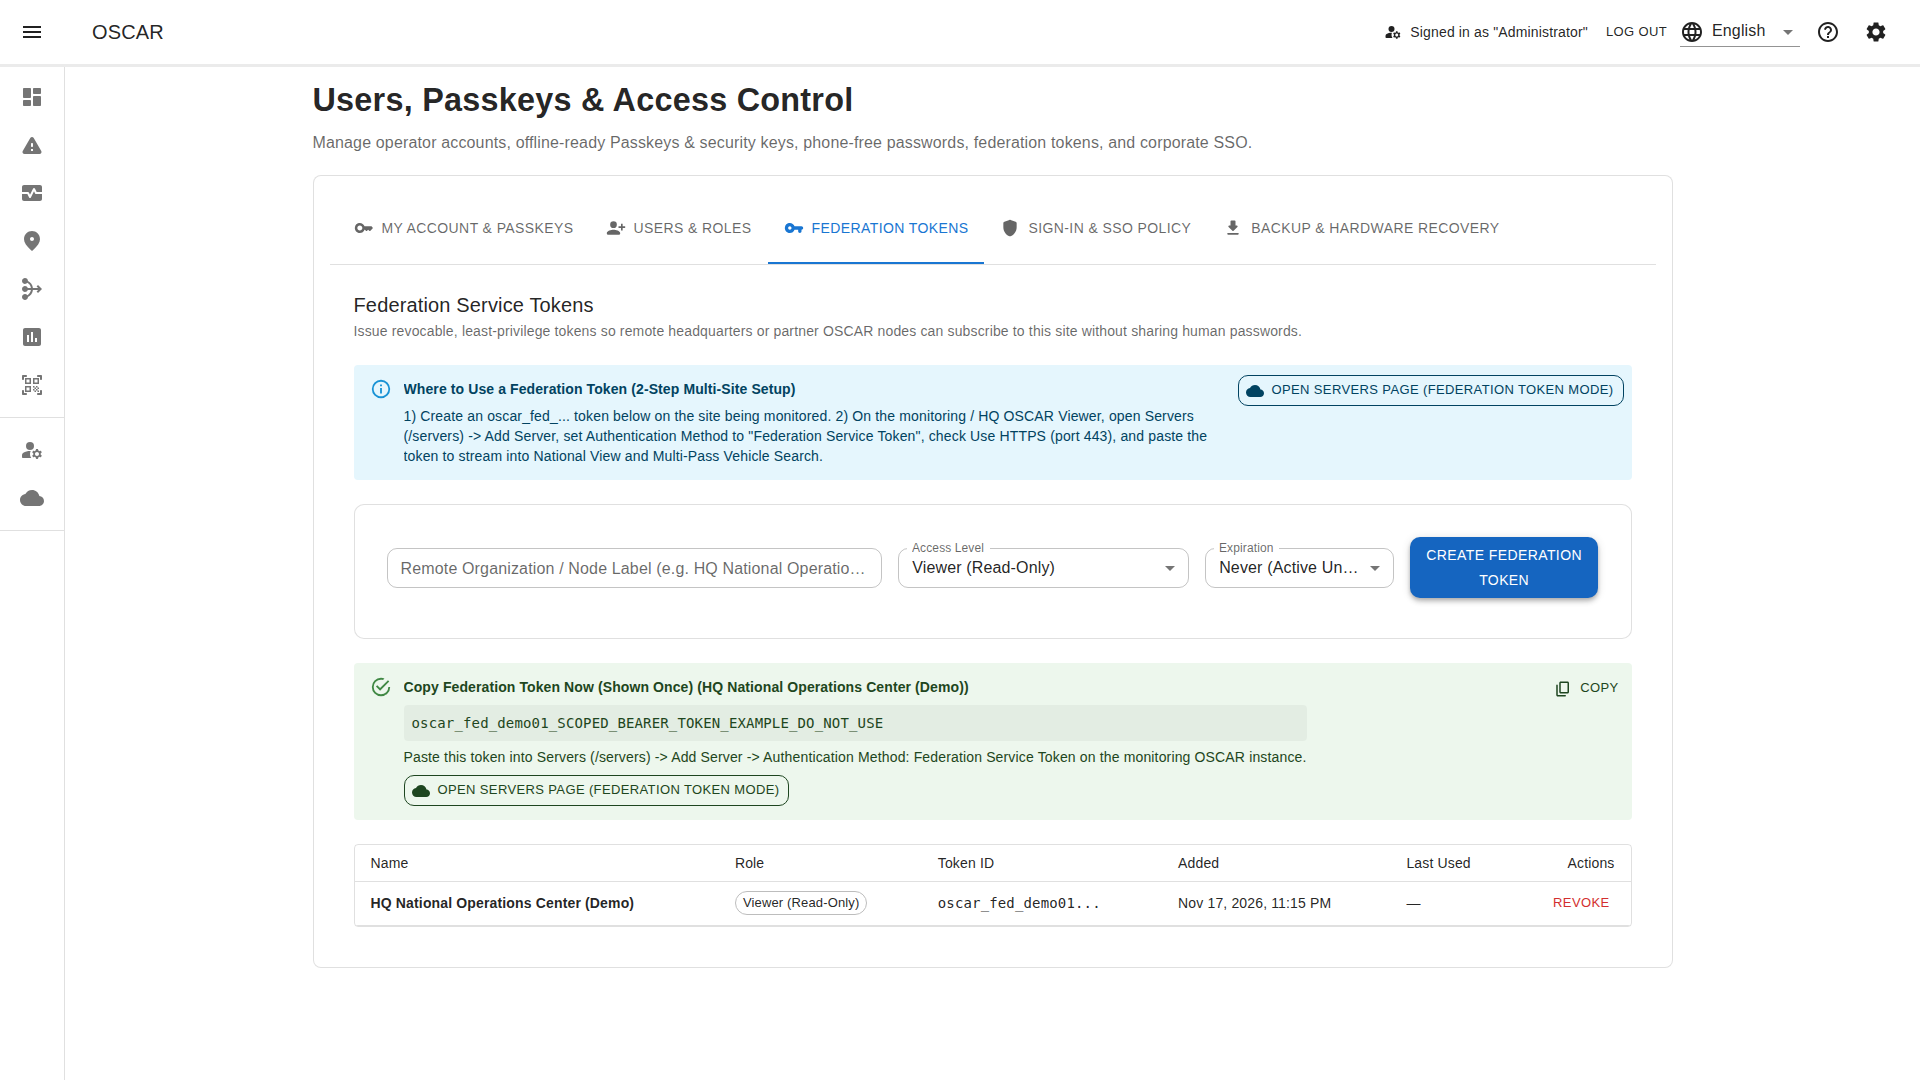 OSCAR
Signed in as "Administrator"
LOG OUT
English
Users, Passkeys & Access Control
Manage operator accounts, offline-ready Passkeys & security keys, phone-free passwords, federation tokens, and corporate SSO.
MY ACCOUNT & PASSKEYS
USERS & ROLES
FEDERATION TOKENS
SIGN-IN & SSO POLICY
BACKUP & HARDWARE RECOVERY
Federation Service Tokens
Issue revocable, least-privilege tokens so remote headquarters or partner OSCAR nodes can subscribe to this site without sharing human passwords.
Where to Use a Federation Token (2-Step Multi-Site Setup)
OPEN SERVERS PAGE (FEDERATION TOKEN MODE)
1) Create an oscar_fed_... token below on the site being monitored. 2) On the monitoring / HQ OSCAR Viewer, open Servers
(/servers) -> Add Server, set Authentication Method to "Federation Service Token", check Use HTTPS (port 443), and paste the
token to stream into National View and Multi-Pass Vehicle Search.
Remote Organization / Node Label (e.g. HQ National Operatio…
Access Level
Viewer (Read-Only)
Expiration
Never (Active Un…
CREATE FEDERATION
TOKEN
Copy Federation Token Now (Shown Once) (HQ National Operations Center (Demo))
COPY
oscar_fed_demo01_SCOPED_BEARER_TOKEN_EXAMPLE_DO_NOT_USE
Paste this token into Servers (/servers) -> Add Server -> Authentication Method: Federation Service Token on the monitoring OSCAR instance.
OPEN SERVERS PAGE (FEDERATION TOKEN MODE)
Name Role Token ID Added Last Used Actions
HQ National Operations Center (Demo) Viewer (Read-Only) oscar_fed_demo01... Nov 17, 2026, 11:15 PM — REVOKE